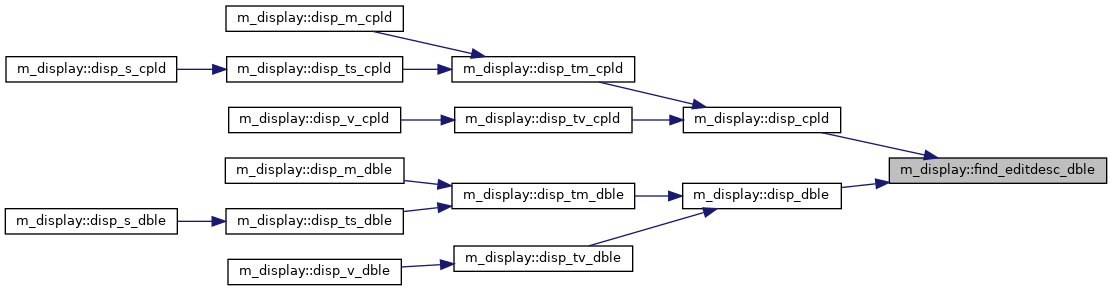 m_display::disp_m_cpld
m_display::disp_s_cpld
m_display::disp_ts_cpld
m_display::disp_tm_cpld
m_display::disp_v_cpld
m_display::disp_tv_cpld
m_display::disp_cpld
m_display::find_editdesc_dble
m_display::disp_m_dble
m_display::disp_tm_dble
m_display::disp_dble
m_display::disp_s_dble
m_display::disp_ts_dble
m_display::disp_tv_dble
m_display::disp_v_dble